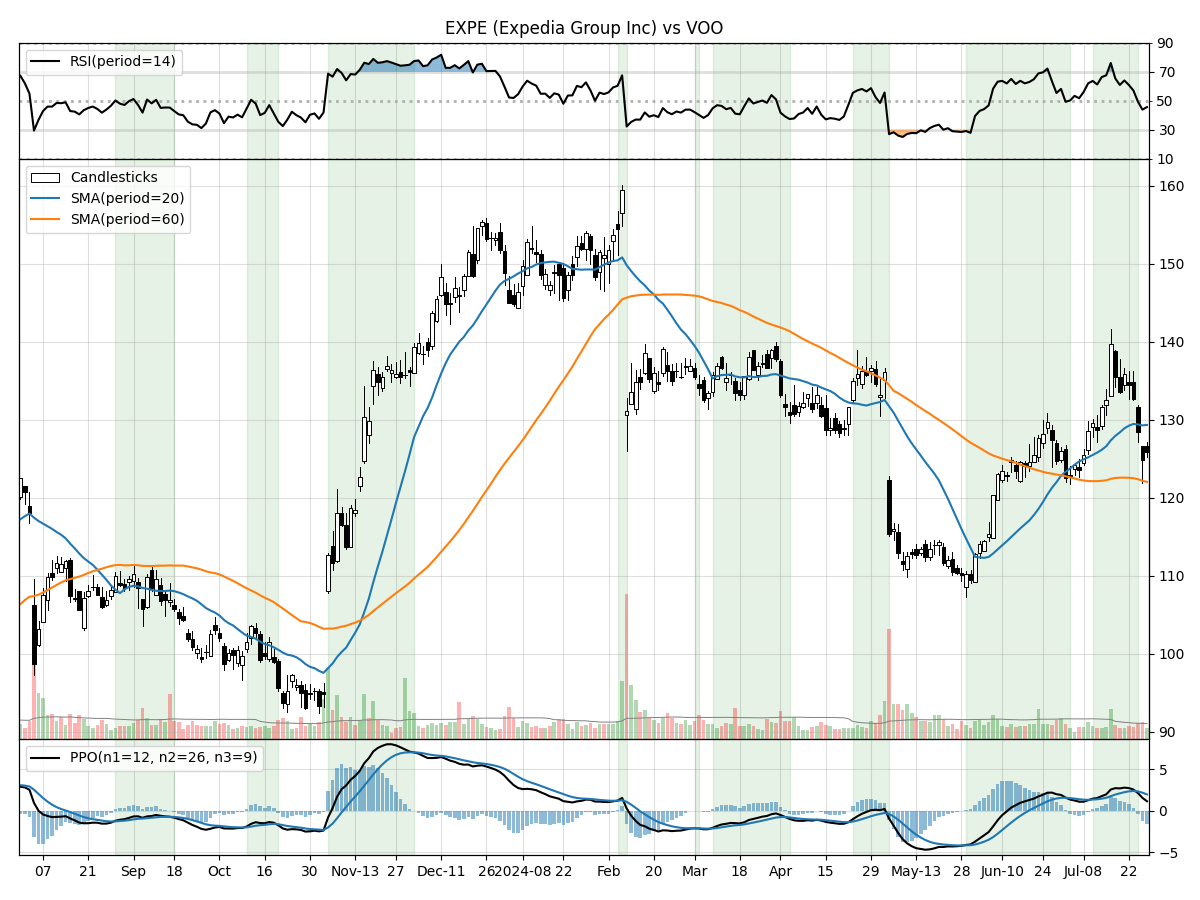 EXPE (Expedia Group Inc) vs VOO
RSI(period=14)
90
70
50
30
10
Candlesticks
SMA(period=20)
SMA(period=60)
160
150
140
130
120
110
100
90
PPO(n1=12, n2=26, n3=9)
5
0
−5
07 21 Sep 18 Oct 16 30 Nov-13 27 Dec-11 26 2024-08 22 Feb 20 Mar 18 Apr 15 29 May-13 28 Jun-10 24 Jul-08 22